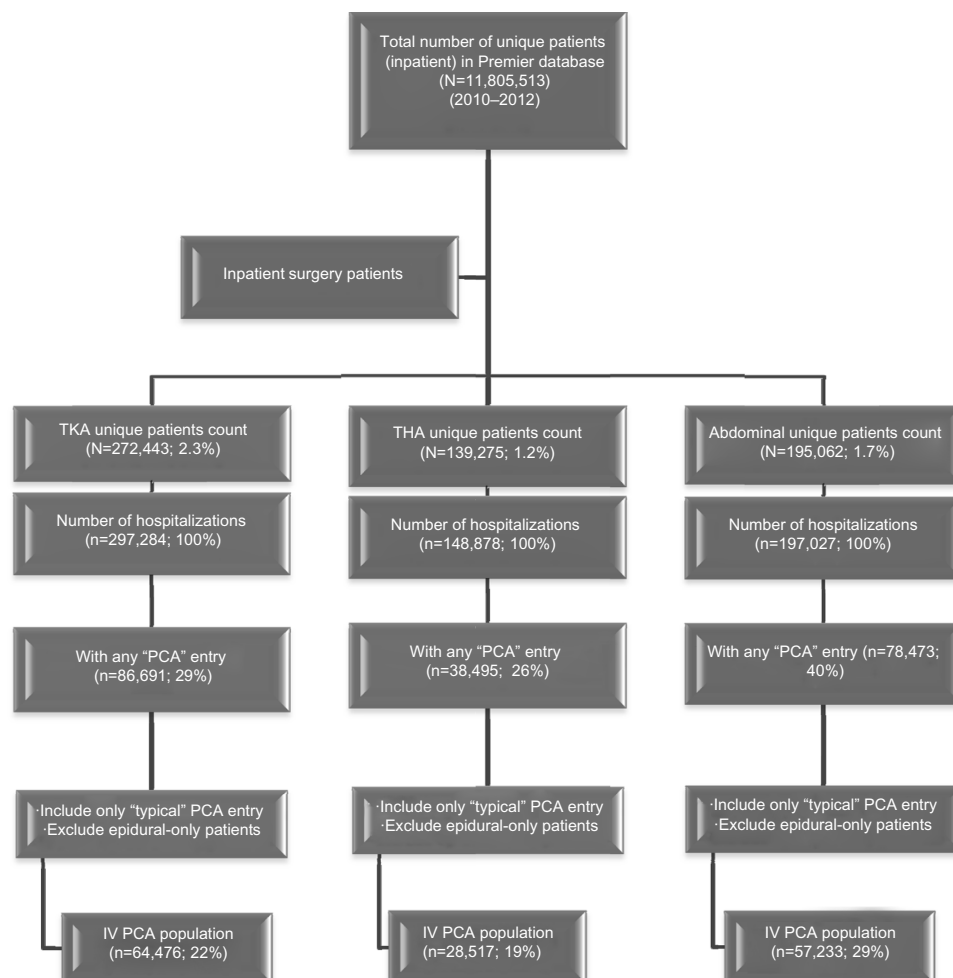 Total number of unique patients
(inpatient) in Premier database
(N=11,805,513)
(2010–2012)
Inpatient surgery patients
TKA unique patients count
(N=272,443; 2.3%)
THA unique patients count
(N=139,275; 1.2%)
Abdominal unique patients count
(N=195,062; 1.7%)
Number of hospitalizations
(n=297,284; 100%)
Number of hospitalizations
(n=148,878; 100%)
Number of hospitalizations
(n=197,027; 100%)
With any “PCA” entry
(n=86,691; 29%)
With any “PCA” entry
(n=38,495; 26%)
With any “PCA” entry (n=78,473;
40%)
·Include only “typical” PCA entry
·Exclude epidural-only patients
·Include only “typical” PCA entry
·Exclude epidural-only patients
·Include only “typical” PCA entry
·Exclude epidural-only patients
IV PCA population
(n=64,476; 22%)
IV PCA population
(n=28,517; 19%)
IV PCA population
(n=57,233; 29%)